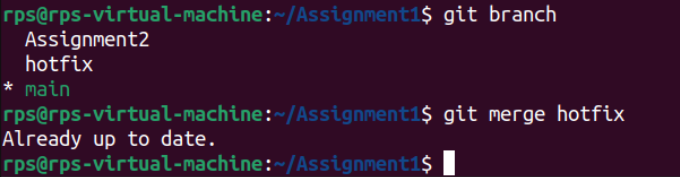 rps@rps-virtual-machine:~/Assignment1$ git branch
  Assignment2
  hotfix
* main
rps@rps-virtual-machine:~/Assignment1$ git merge hotfix
Already up to date.
rps@rps-virtual-machine:~/Assignment1$